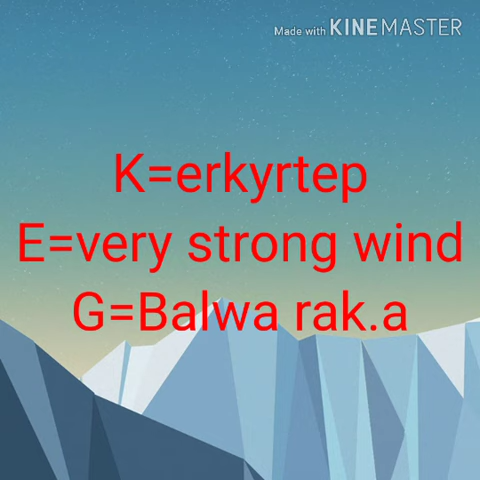 Made with KINEMASTER
K=erkyrtep
E=very strong wind
G=Balwa rak.a